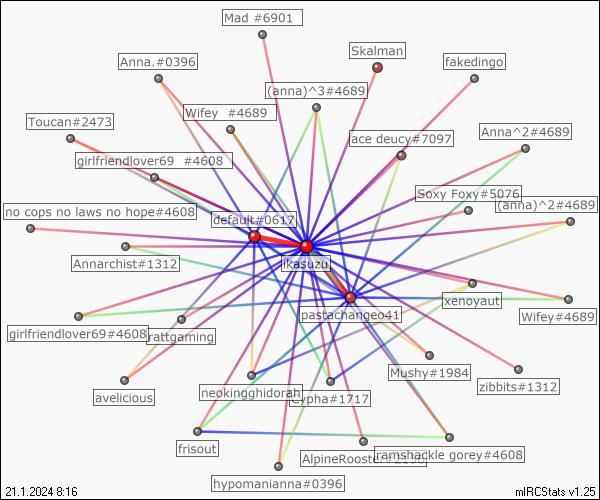 Mad #6901
Skalman
Anna.#0396
fakedingo
(anna)^3#4689
Wifey #4689
Toucan#2473
ace deucy#7097
Anna^2#4689
girlfriendlover69 #4608
Soxy Foxy#5076
(anna)^2#4689
no cops no laws no hope#4608
default#0617
Annarchist#1312
ikasuzu
xenoyaut
pastachangeo41
Wifey#4689
girlfriendlover69#4608
rattgaming
Mushy#1984
zibbits#1312
avelicious
neokingghidorah
Cypha#1717
frisout
ramshackle gorey#4608
hypomanianna#0396
21.1.2024 8:16
mIRCStats v1.25